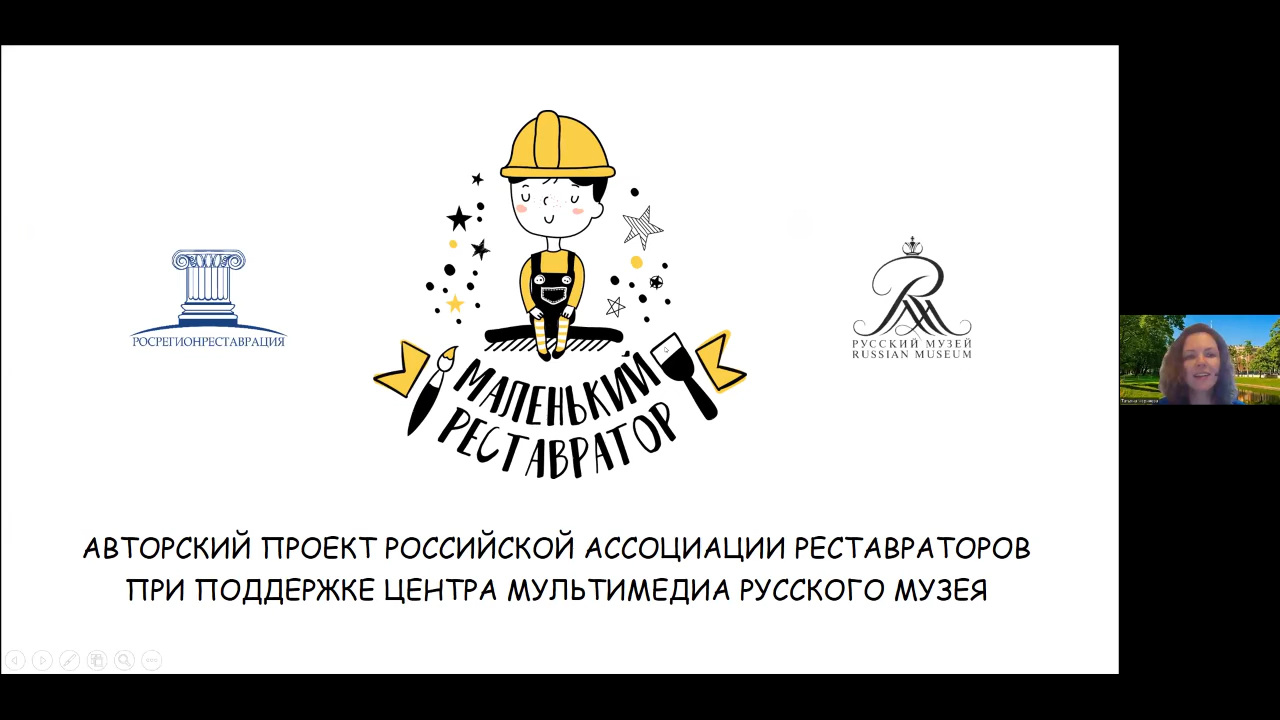 МАЛЕНЬКИЙ
РЕСТАВРАТОР
РОСРЕГИОНРЕСТАВРАЦИЯ
РУССКИЙ МУЗЕЙ
RUSSIAN MUSEUM
АВТОРСКИЙ ПРОЕКТ РОССИЙСКОЙ АССОЦИАЦИИ РЕСТАВРАТОРОВ
ПРИ ПОДДЕРЖКЕ ЦЕНТРА МУЛЬТИМЕДИА РУССКОГО МУЗЕЯ